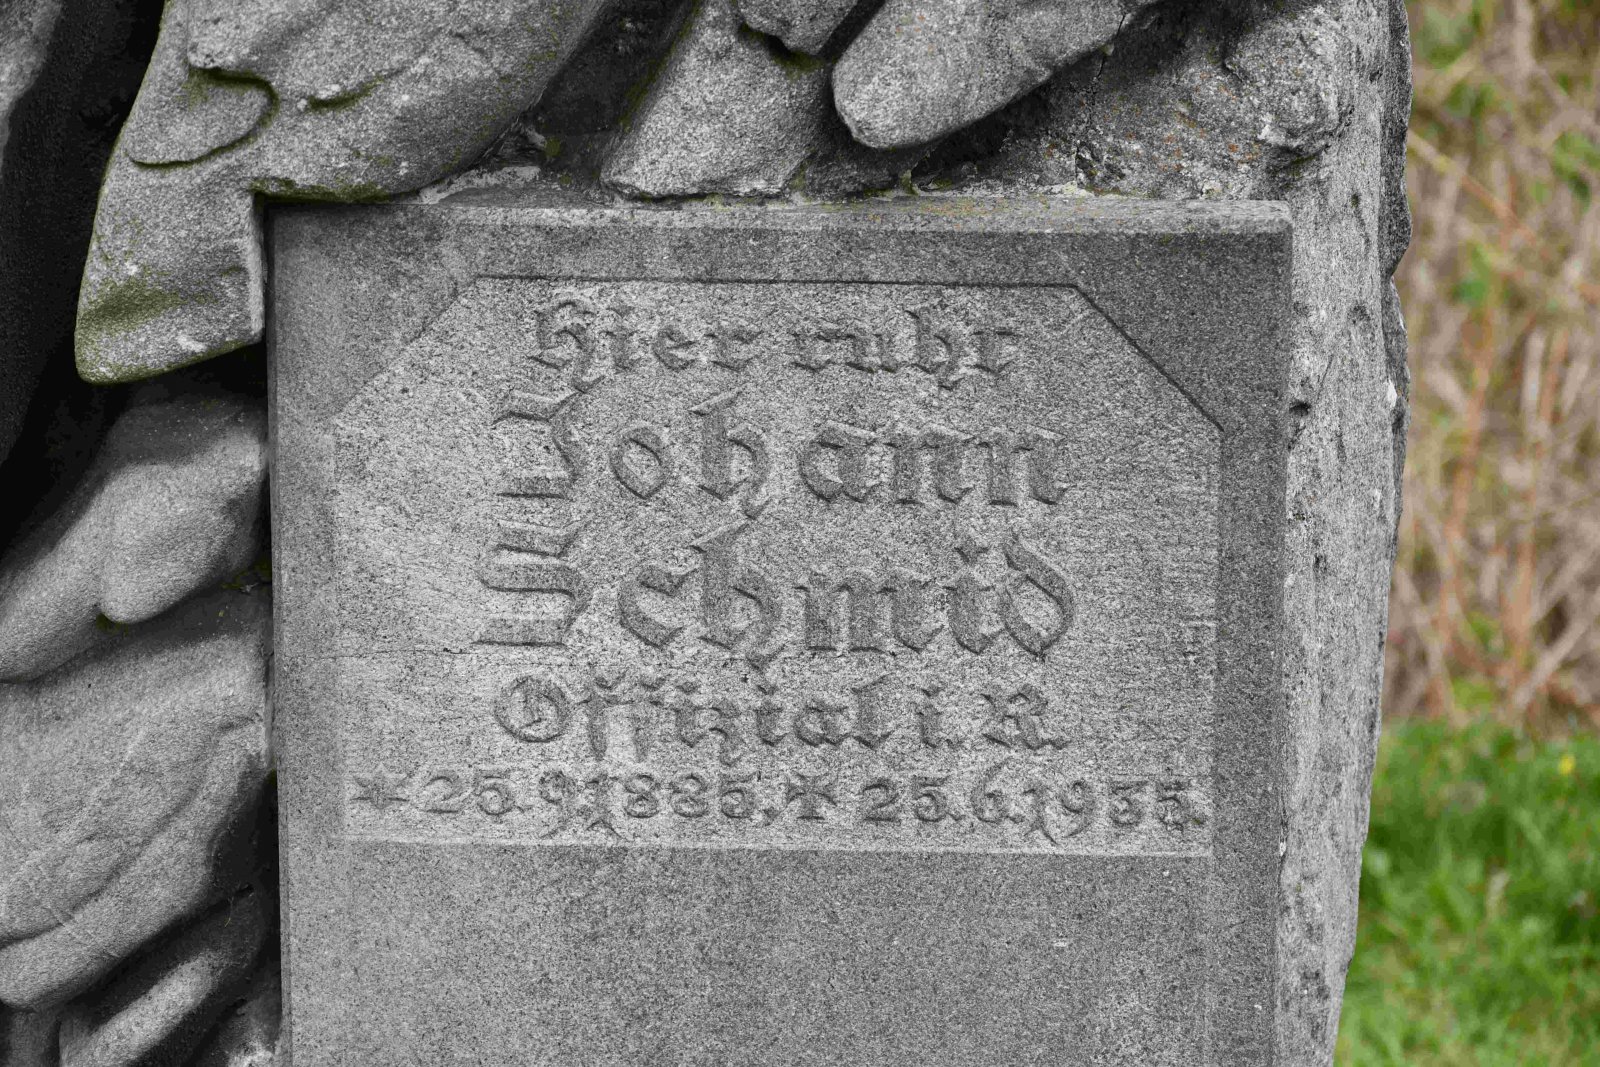 Hier ruht
Johann
Schmid
Offizial i. R.
* 25. 9. 1885, ✠ 25. 6. 1935.